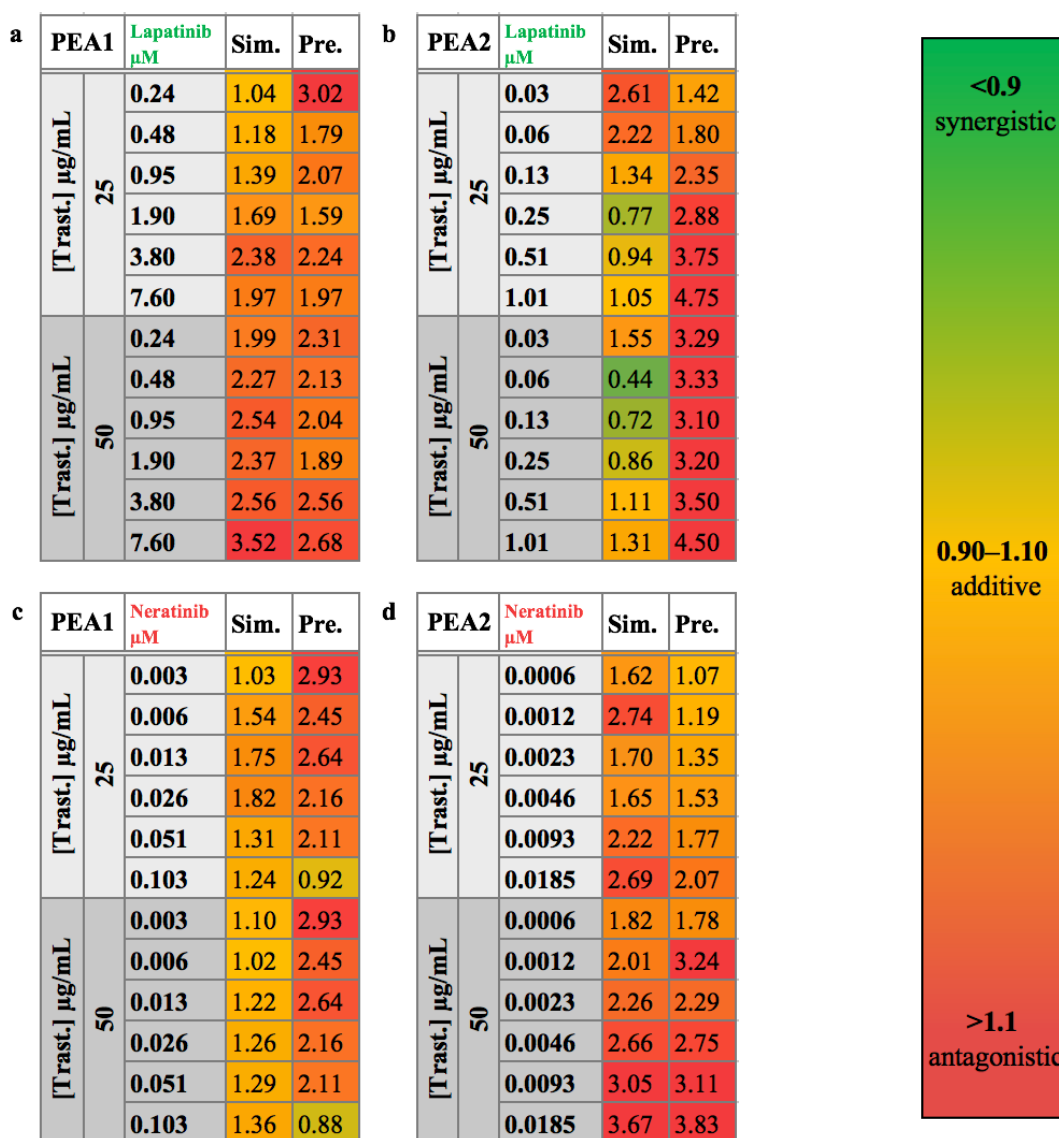 a PEA1 Lapatinib µM Sim. Pre.
[Trast.] µg/mL 25
0.24 1.04 3.02
0.48 1.18 1.79
0.95 1.39 2.07
1.90 1.69 1.59
3.80 2.38 2.24
7.60 1.97 1.97
[Trast.] µg/mL 50
0.24 1.99 2.31
0.48 2.27 2.13
0.95 2.54 2.04
1.90 2.37 1.89
3.80 2.56 2.56
7.60 3.52 2.68
b PEA2 Lapatinib µM Sim. Pre.
[Trast.] µg/mL 25
0.03 2.61 1.42
0.06 2.22 1.80
0.13 1.34 2.35
0.25 0.77 2.88
0.51 0.94 3.75
1.01 1.05 4.75
[Trast.] µg/mL 50
0.03 1.55 3.29
0.06 0.44 3.33
0.13 0.72 3.10
0.25 0.86 3.20
0.51 1.11 3.50
1.01 1.31 4.50
c PEA1 Neratinib µM Sim. Pre.
[Trast.] µg/mL 25
0.003 1.03 2.93
0.006 1.54 2.45
0.013 1.75 2.64
0.026 1.82 2.16
0.051 1.31 2.11
0.103 1.24 0.92
[Trast.] µg/mL 50
0.003 1.10 2.93
0.006 1.02 2.45
0.013 1.22 2.64
0.026 1.26 2.16
0.051 1.29 2.11
0.103 1.36 0.88
d PEA2 Neratinib µM Sim. Pre.
[Trast.] µg/mL 25
0.0006 1.62 1.07
0.0012 2.74 1.19
0.0023 1.70 1.35
0.0046 1.65 1.53
0.0093 2.22 1.77
0.0185 2.69 2.07
[Trast.] µg/mL 50
0.0006 1.82 1.78
0.0012 2.01 3.24
0.0023 2.26 2.29
0.0046 2.66 2.75
0.0093 3.05 3.11
0.0185 3.67 3.83
<0.9
synergistic
0.90–1.10
additive
>1.1
antagonistic